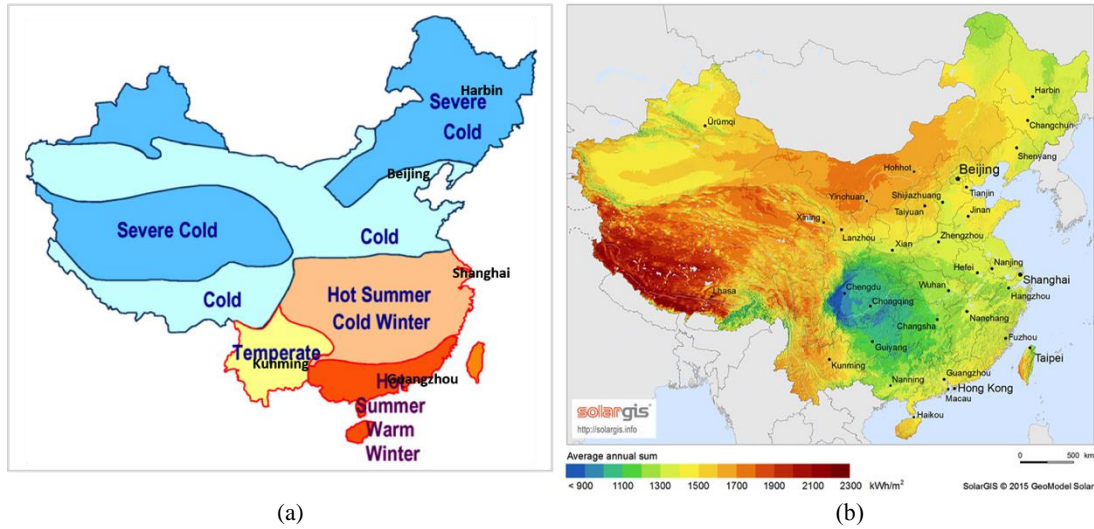 Harbin
Severe
Cold
Beijing
Severe Cold
Cold
Shanghai
Cold
Hot Summer
Cold Winter
Temperate
Kunming
Guangzhou
Hot
Summer
Warm
Winter
Harbin
Ürümqi
Changchun
Shenyang
Hohhot
Beijing
Tianjin
Yinchuan
Shijiazhuang
Taiyuan
Jinan
Xining
Lanzhou
Zhengzhou
Xian
Nanjing
Hefei
Shanghai
Lhasa
Chengdu
Wuhan
Hangzhou
Chongqing
Changsha
Nanchang
Guiyang
Fuzhou
Kunming
Taipei
Nanning
Guangzhou
Hong Kong
Macau
Haikou
solargis
http://solargis.info
Average annual sum
0 500 km
< 900 1100 1300 1500 1700 1900 2100 2300 kWh/m²
SolarGIS © 2015 GeoModel Solar
(a) (b)